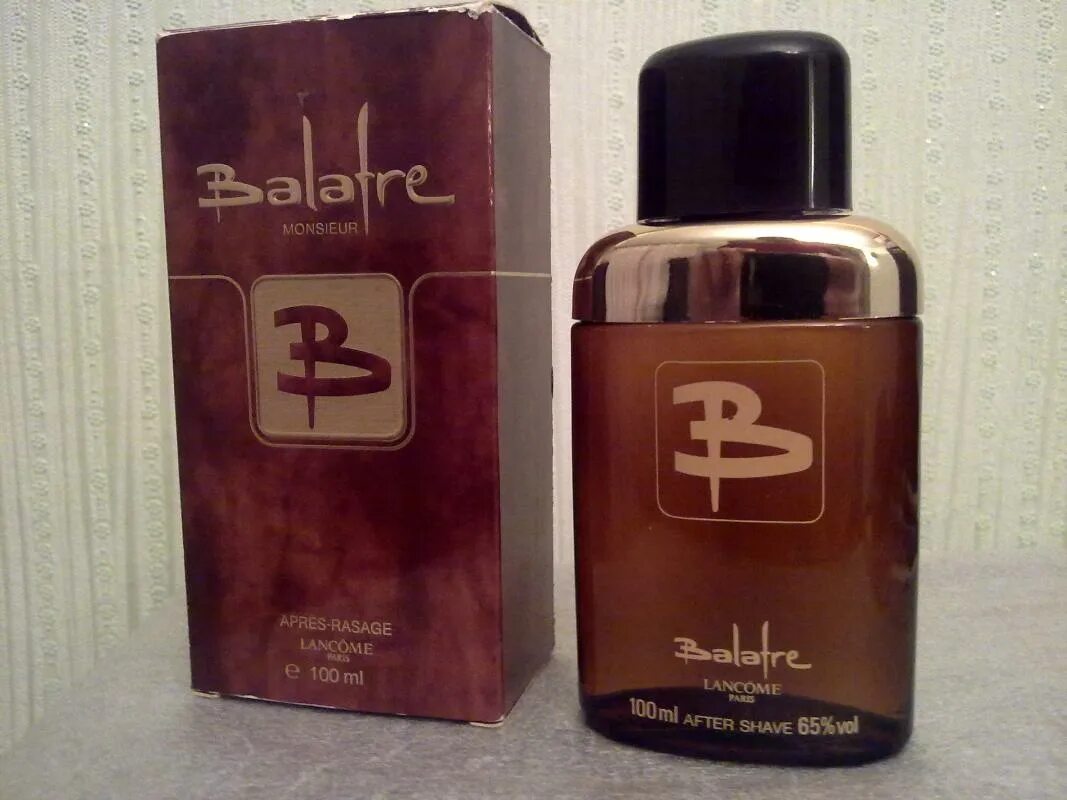 Balafre
MONSIEUR
B
APRES-RASAGE
LANCÔME
PARIS
e 100 ml
B
Balafre
LANCÔME
PARIS
100ml AFTER SHAVE 65%vol